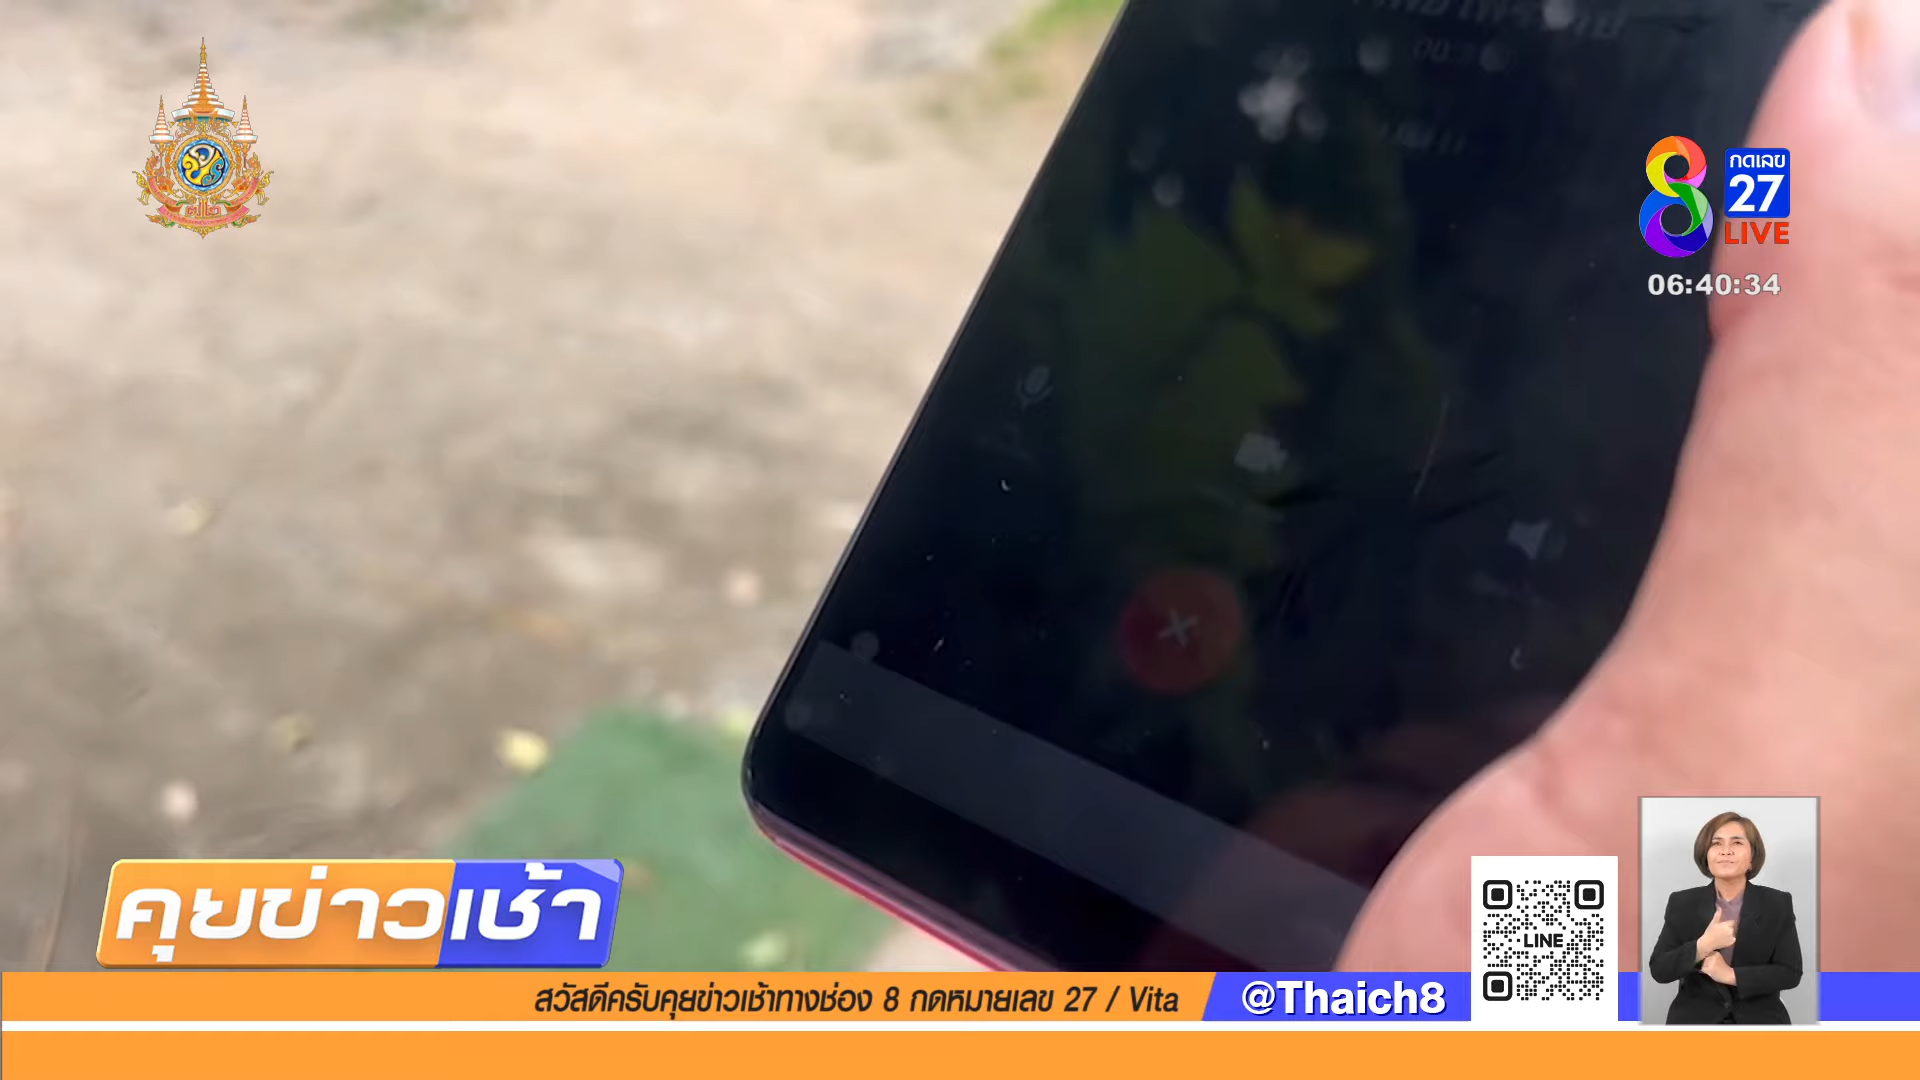 ๗๒
กดเลข
27
LIVE
06:40:34
คุยข่าวเช้า
สวัสดีครับคุยข่าวเช้าทางช่อง 8 กดหมายเลข 27 / Vita
@Thaich8
LINE